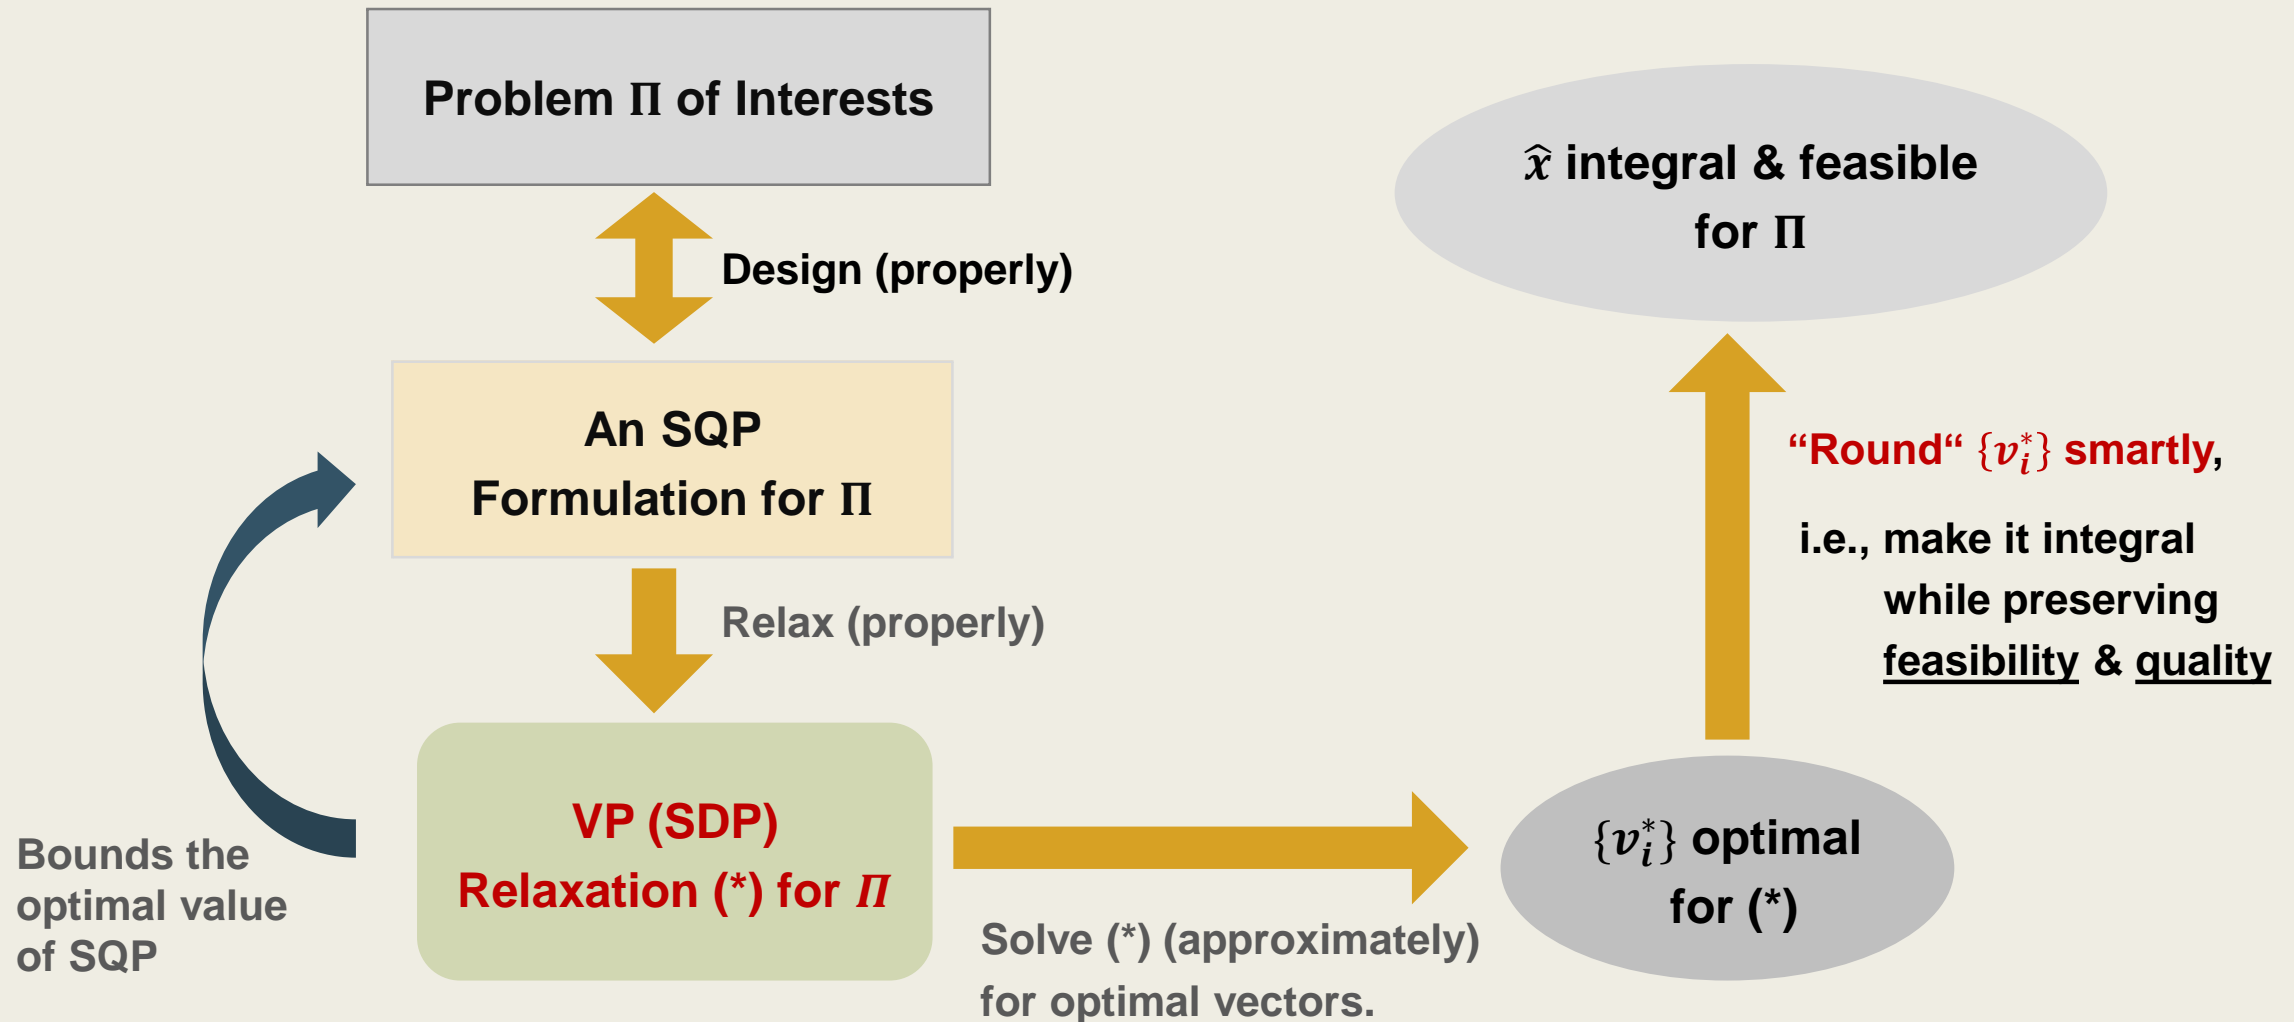 Problem Π of Interests
Design (properly)
An SQP
Formulation for Π
Relax (properly)
VP (SDP)
Relaxation (*) for Π
Bounds the
optimal value
of SQP
Solve (*) (approximately)
for optimal vectors.
{v_i^*} optimal
for (*)
“Round“ {v_i^*} smartly,
i.e., make it integral
while preserving
feasibility & quality
x̂ integral & feasible
for Π